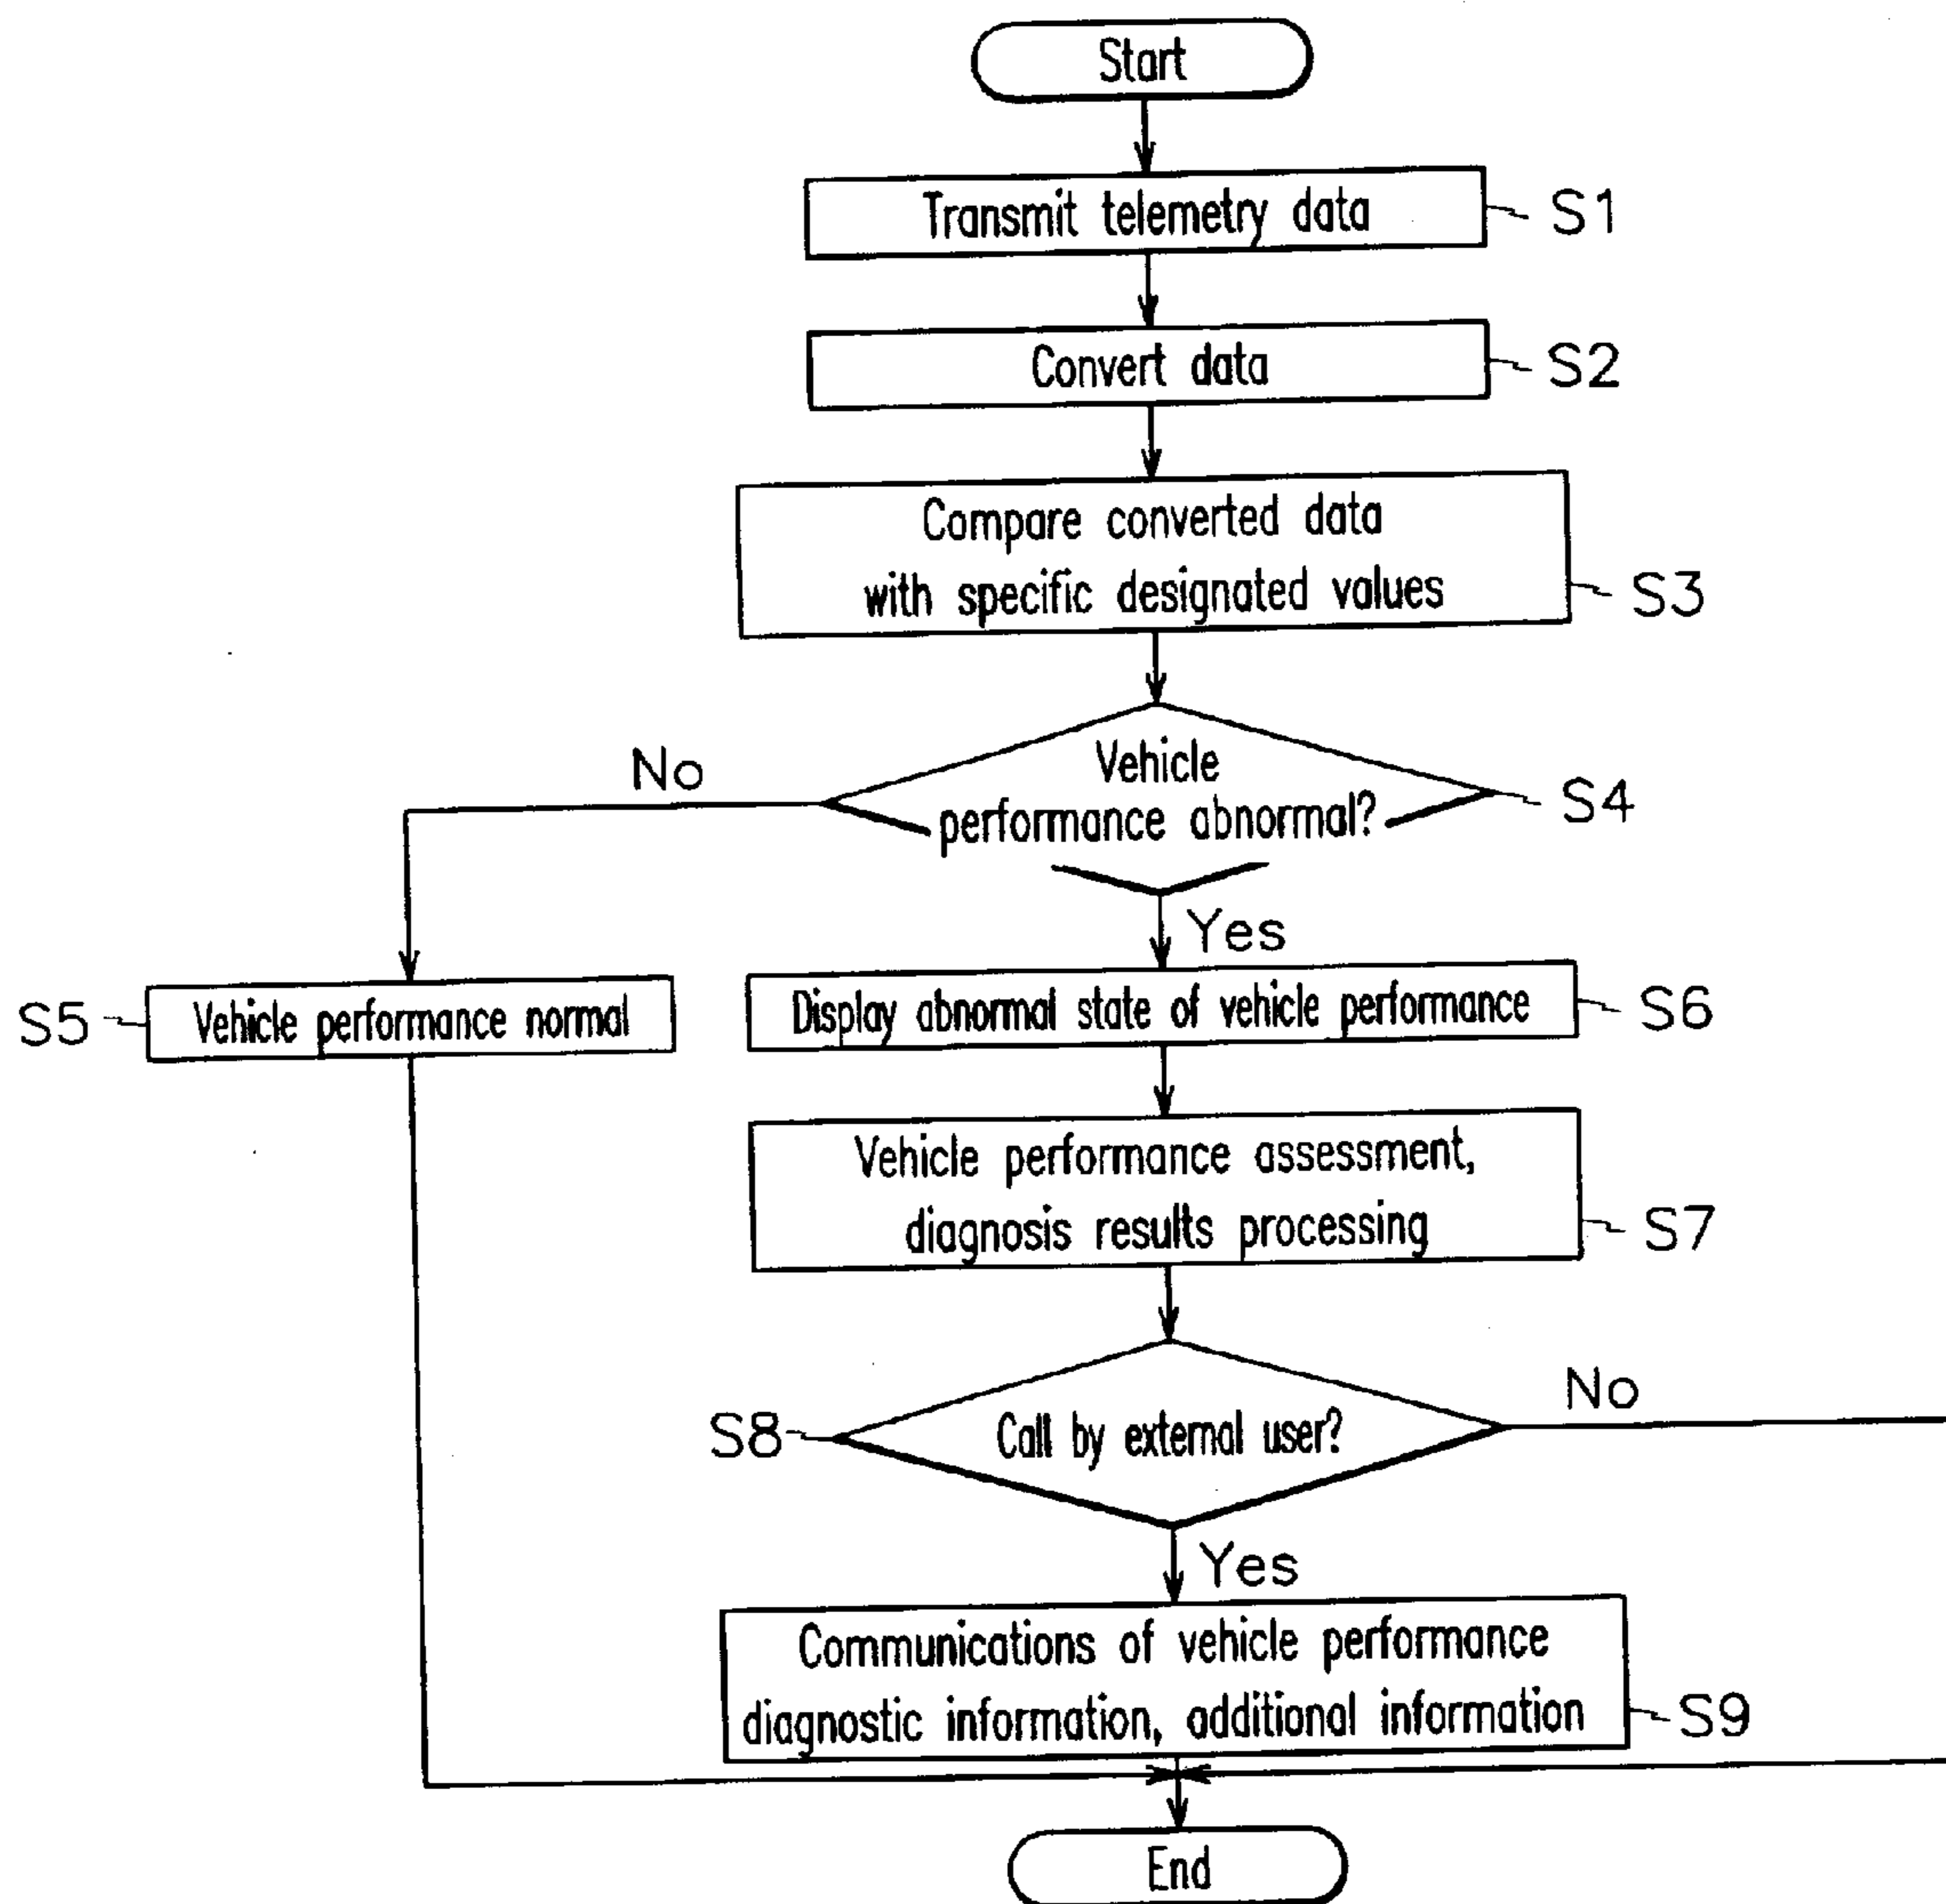 Start
Transmit telemetry data
S1
Convert data
S2
Compare converted data
with specific designated values
S3
Vehicle
performance abnormal?
S4
No
Yes
S5
Vehicle performance normal
Display abnormal state of vehicle performance
S6
Vehicle performance assessment,
diagnosis results processing
S7
S8
Call by external user?
No
Yes
Communications of vehicle performance
diagnostic information, additional information
S9
End